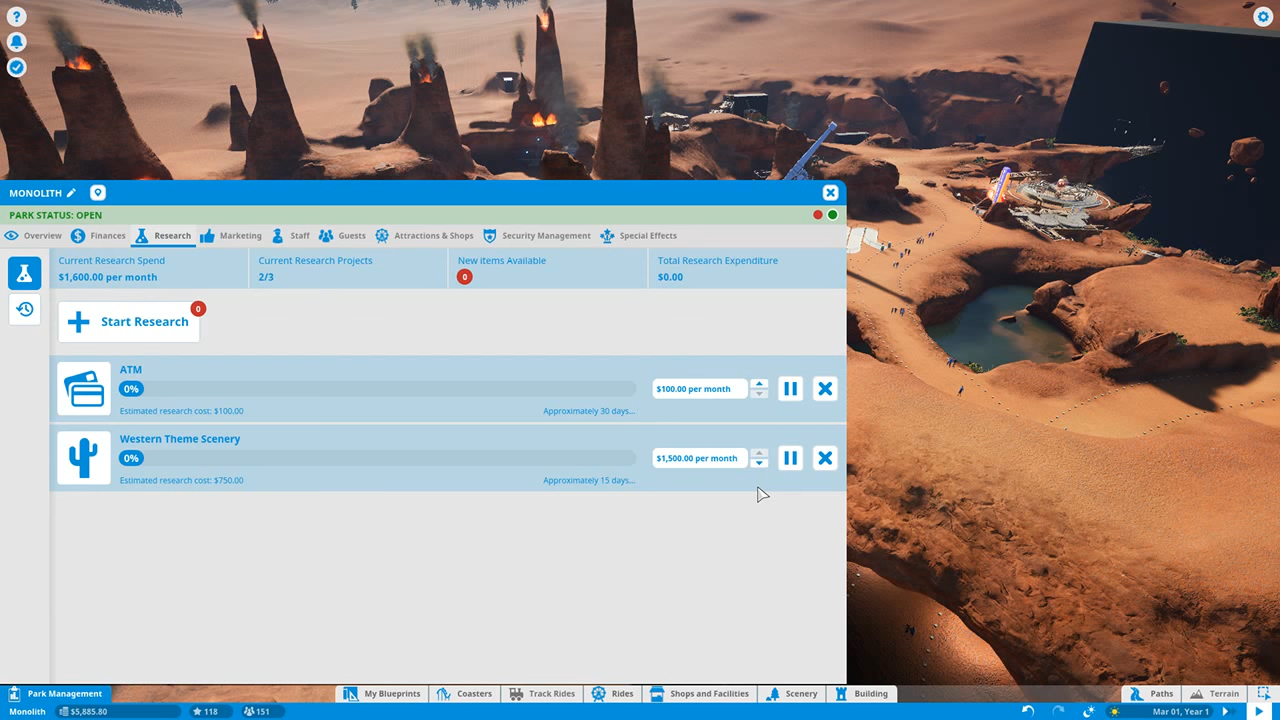 MONOLITH
PARK STATUS: OPEN
Overview Finances Research Marketing Staff Guests Attractions & Shops Security Management Special Effects
Current Research Spend
$1,600.00 per month
Current Research Projects
2/3
New items Available
0
Total Research Expenditure
$0.00
Start Research
0
ATM
0%
$100.00 per month
Estimated research cost: $100.00
Approximately 30 days...
Western Theme Scenery
0%
$1,500.00 per month
Estimated research cost: $750.00
Approximately 15 days...
Park Management My Blueprints Coasters Track Rides Rides Shops and Facilities Scenery Building Paths Terrain
Monolith $5,885.80 118 151 Mar 01, Year 1